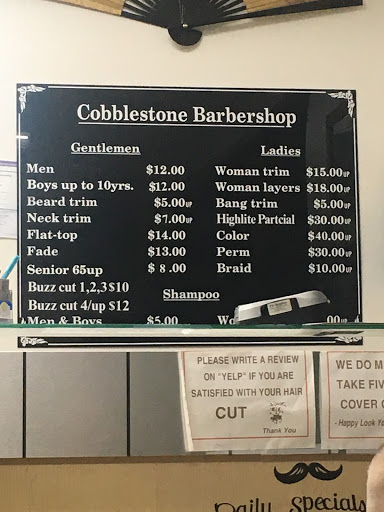 Cobblestone Barbershop
Gentlemen
Men $12.00
Boys up to 10yrs. $12.00
Beard trim $5.00UP
Neck trim $7.00UP
Flat-top $14.00
Fade $13.00
Senior 65up $ 8 .00
Buzz cut 1,2,3 $10
Buzz cut 4/up $12
Ladies
Woman trim $15.00UP
Woman layers $18.00UP
Bang trim $5.00UP
Highlite Partcial $30.00UP
Color $40.00UP
Perm $30.00UP
Braid $10.00UP
Shampoo
Men & Boys $5.00
00UP
PLEASE WRITE A REVIEW
ON "YELP" IF YOU ARE
SATISFIED WITH YOUR HAIR
CUT
Thank You
WE DO
TAKE FIV
COVER
- Happy Look
Daily Specials